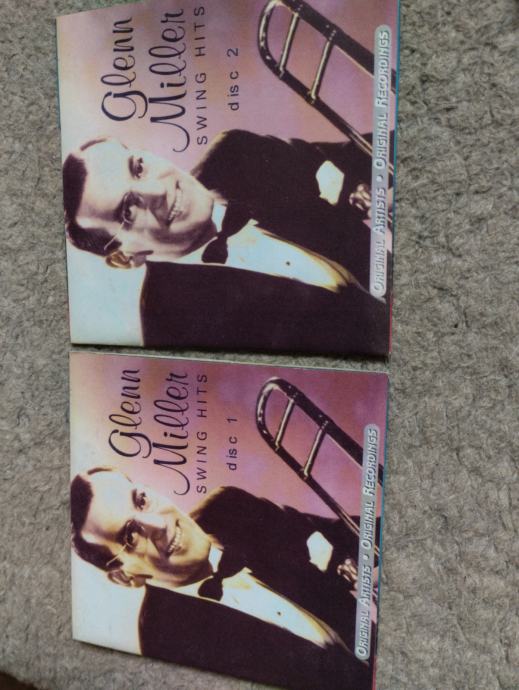 Glenn
Miller
SWING HITS
disc 2
ORIGINAL ARTISTS • ORIGINAL RECORDINGS
Glenn
Miller
SWING HITS
disc 1
ORIGINAL ARTISTS • ORIGINAL RECORDINGS